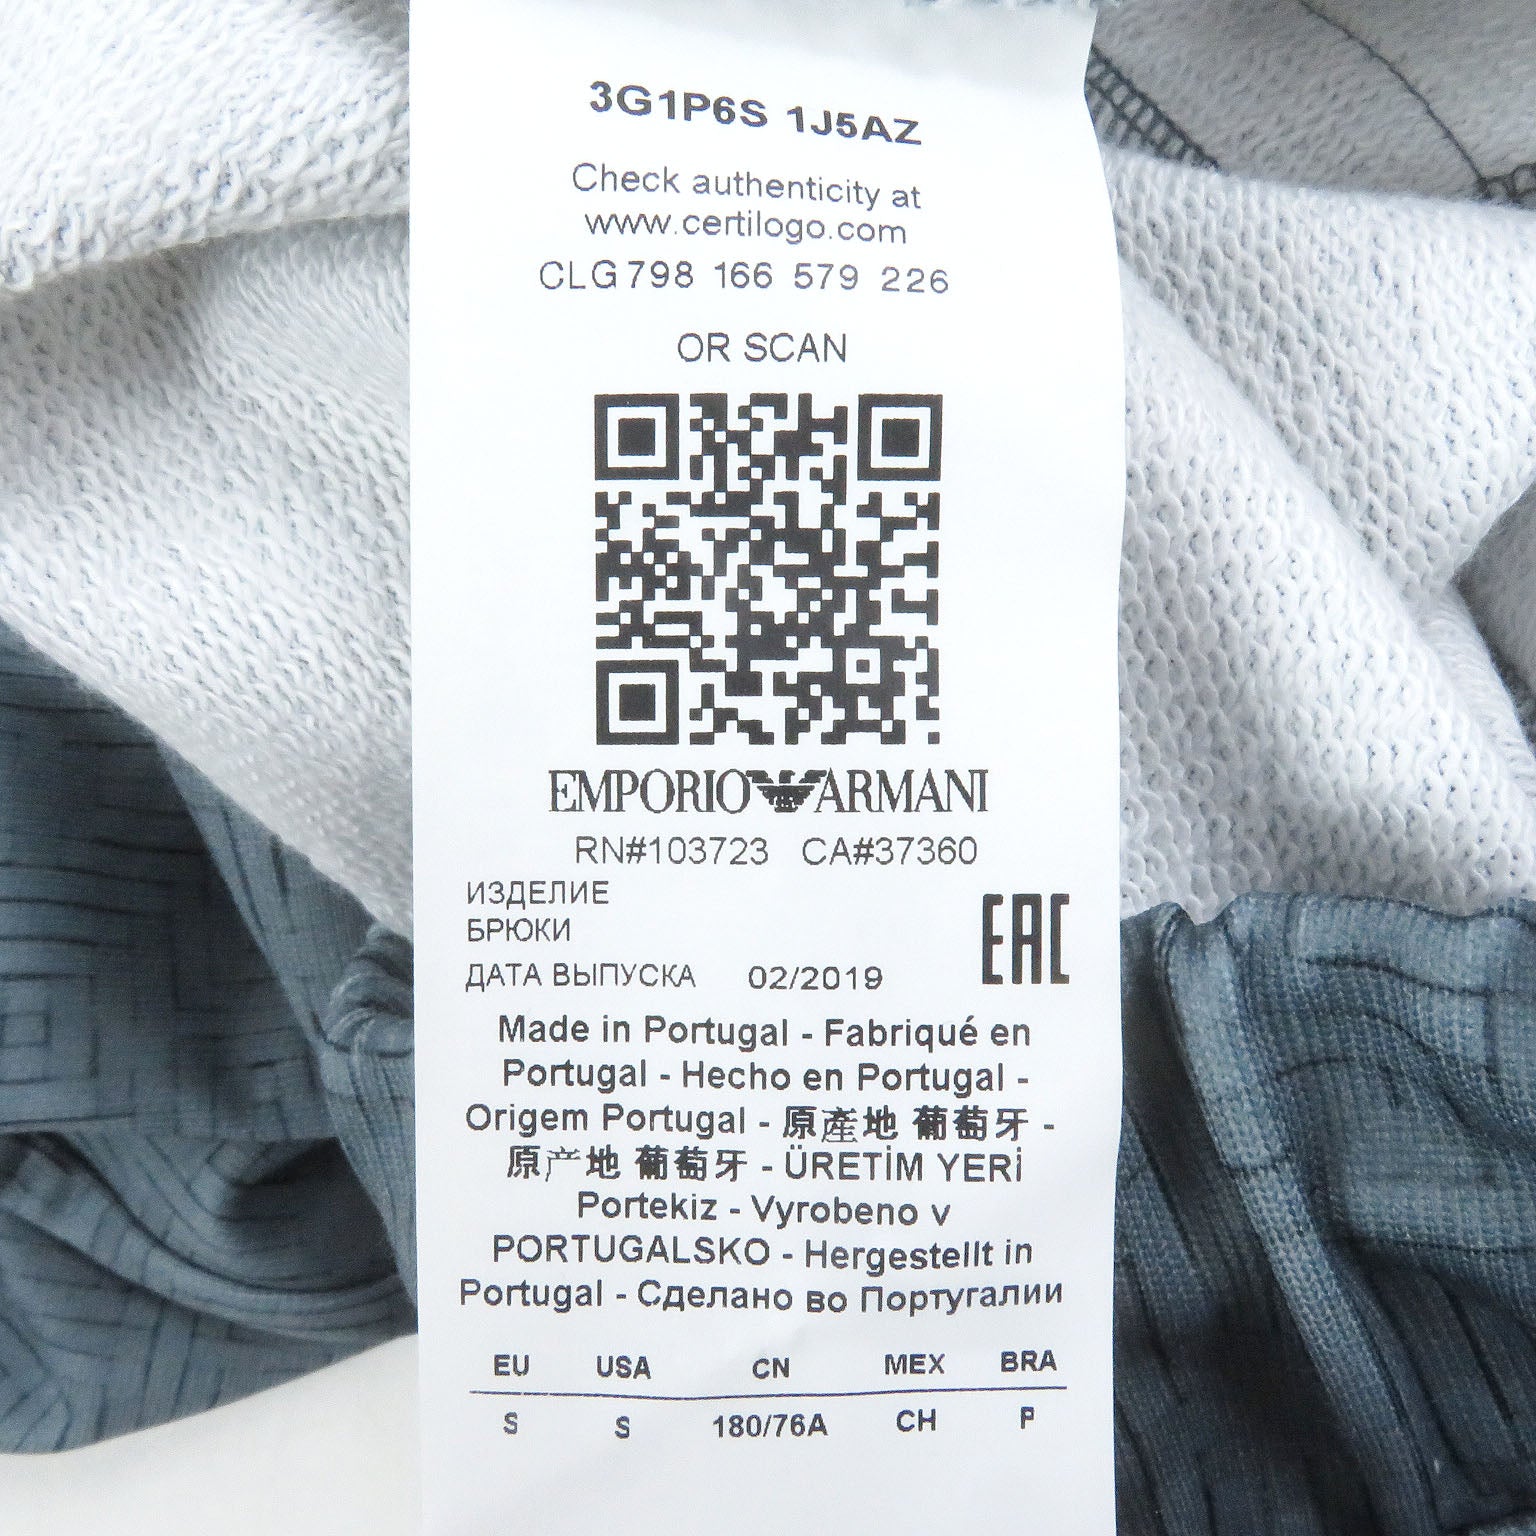 3G1P6S 1J5AZ
Check authenticity at
www.certilogo.com
CLG 798 166 579 226
OR SCAN
EMPORIO ARMANI
RN#103723 CA#37360
ИЗДЕЛИЕ
БРЮКИ
EAC
ДАТА ВЫПУСКА 02/2019
Made in Portugal - Fabriqué en
Portugal - Hecho en Portugal -
Origem Portugal - 原產地 葡萄牙 -
原产地 葡萄牙 - ÜRETİM YERİ
Portekiz - Vyrobeno v
PORTUGALSKO - Hergestellt in
Portugal - Сделано во Португалии
EU USA CN MEX BRA
S S 180/76A CH P